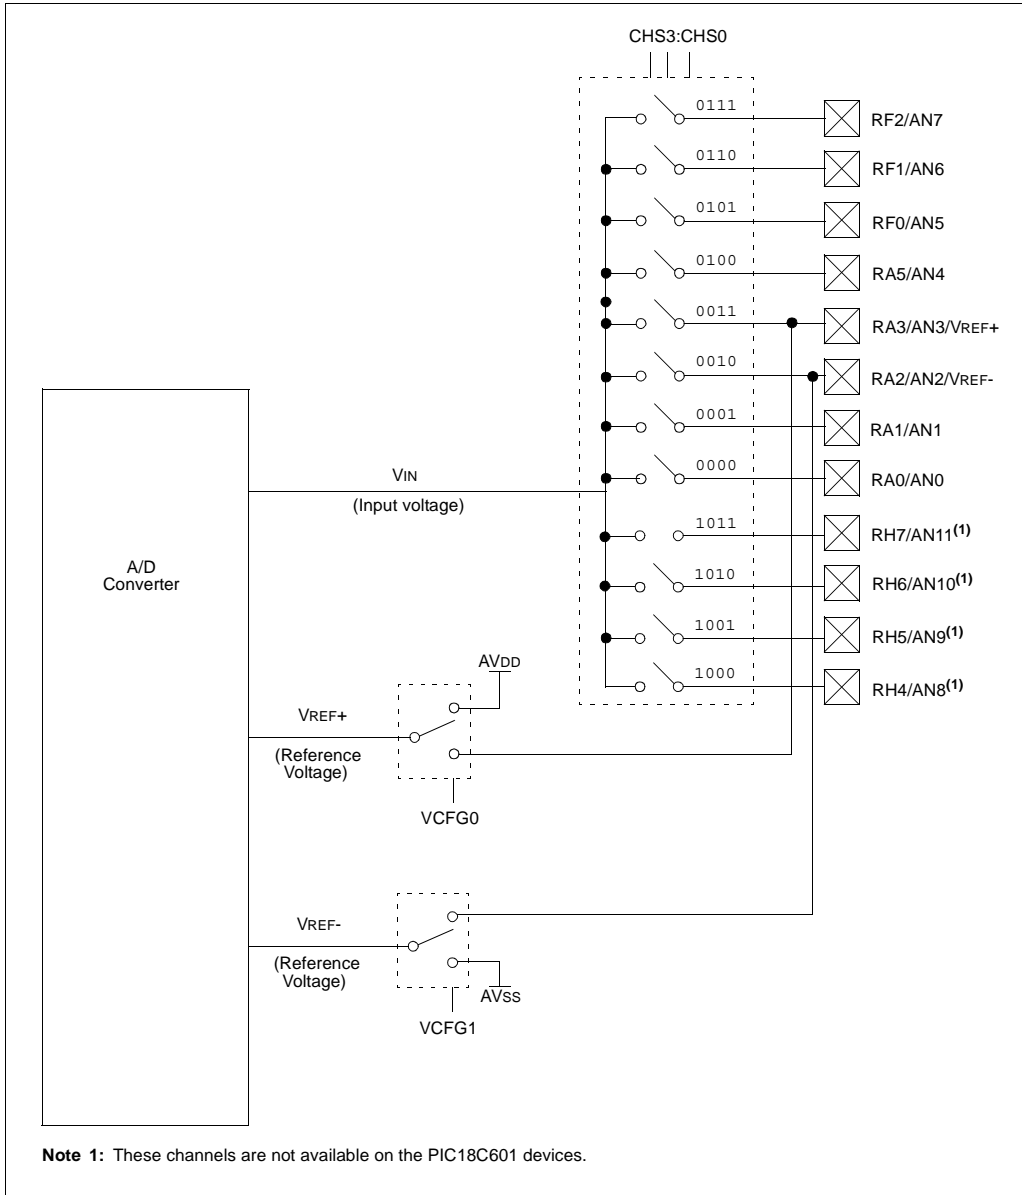 CHS3:CHS0
0111
RF2/AN7
0110
RF1/AN6
0101
RF0/AN5
0100
RA5/AN4
0011
RA3/AN3/VREF+
0010
RA2/AN2/VREF-
0001
RA1/AN1
0000
RA0/AN0
1011
RH7/AN11(1)
1010
RH6/AN10(1)
1001
RH5/AN9(1)
1000
RH4/AN8(1)
VIN
(Input voltage)
A/D
Converter
AVDD
VREF+
(Reference
Voltage)
VCFG0
VREF-
(Reference
Voltage)
AVSS
VCFG1
Note 1: These channels are not available on the PIC18C601 devices.